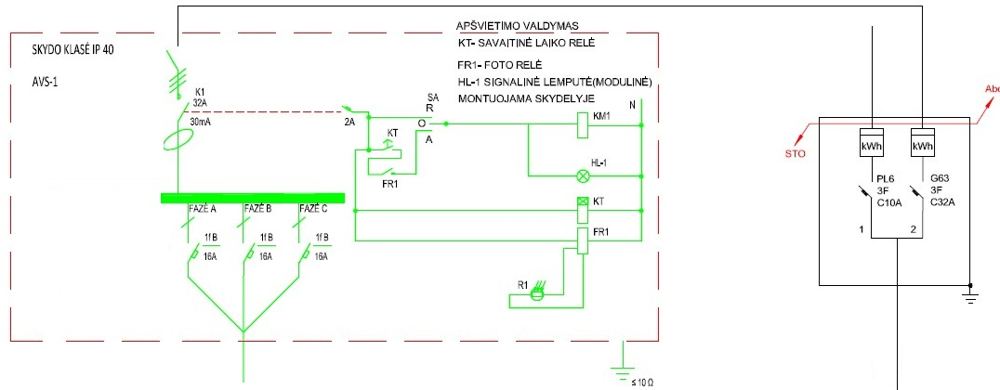 APŠVIETIMO VALDYMAS
KT- SAVAITINĖ LAIKO RELĖ
FR1- FOTO RELĖ
HL-1 SIGNALINĖ LEMPUTĖ(MODULINĖ)
MONTUOJAMA SKYDELYJE
SKYDO KLASĖ IP 40
AVS-1
K1
32A
30mA
2A
SA
R
O
A
KT
FR1
N
KM1
HL-1
KT
FR1
R1
FAZĖ A
FAZĖ B
FAZĖ C
1f B
16A
1f B
16A
1f B
16A
≤ 10 Ω
Abo
STO
kWh
kWh
PL6
3F
C10A
G63
3F
C32A
1
2